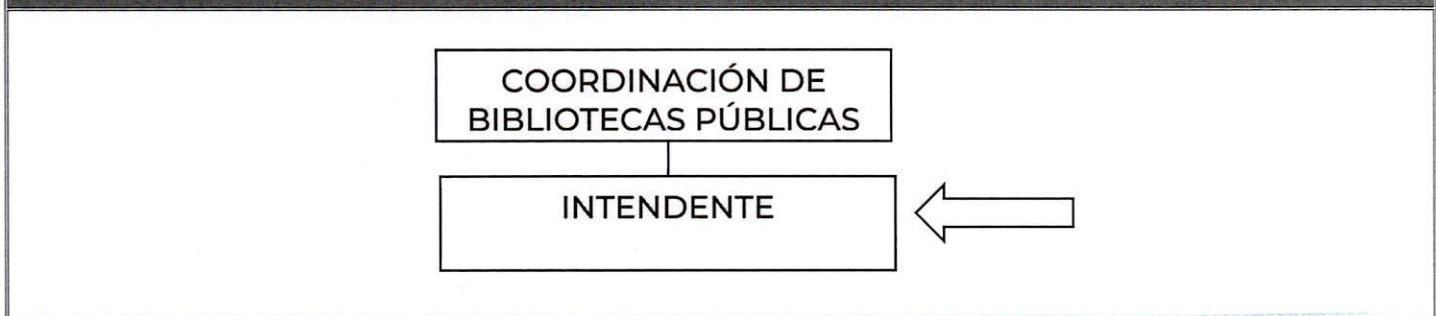 COORDINACIÓN DE
BIBLIOTECAS PÚBLICAS
INTENDENTE